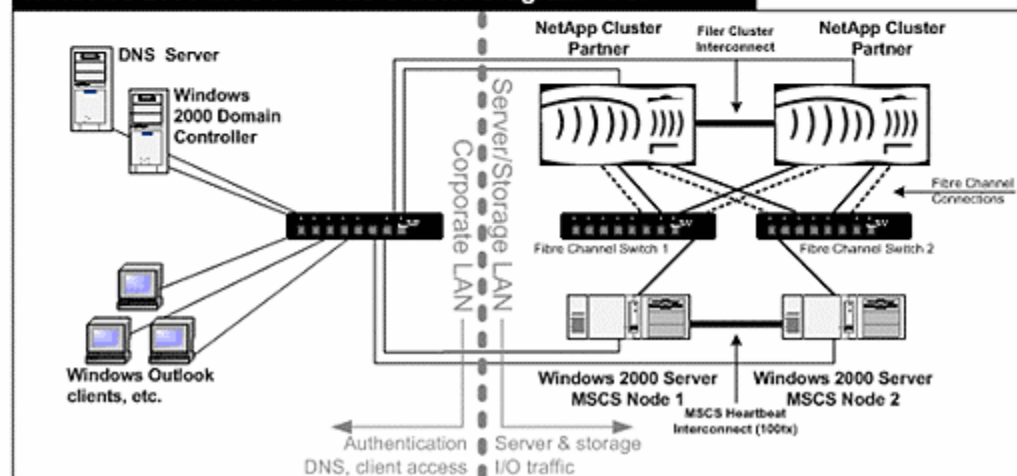 DNS Server
Windows
2000 Domain
Controller
Windows Outlook
clients, etc.
Corporate LAN
Server/Storage LAN
NetApp Cluster
Partner
Filer Cluster
Interconnect
NetApp Cluster
Partner
Fibre Channel
Connections
Fibre Channel Switch 1
Fibre Channel Switch 2
Windows 2000 Server
MSCS Node 1
Windows 2000 Server
MSCS Node 2
MSCS Heartbeat
Interconnect (100tx)
Authentication
DNS, client access
Server & storage
I/O traffic